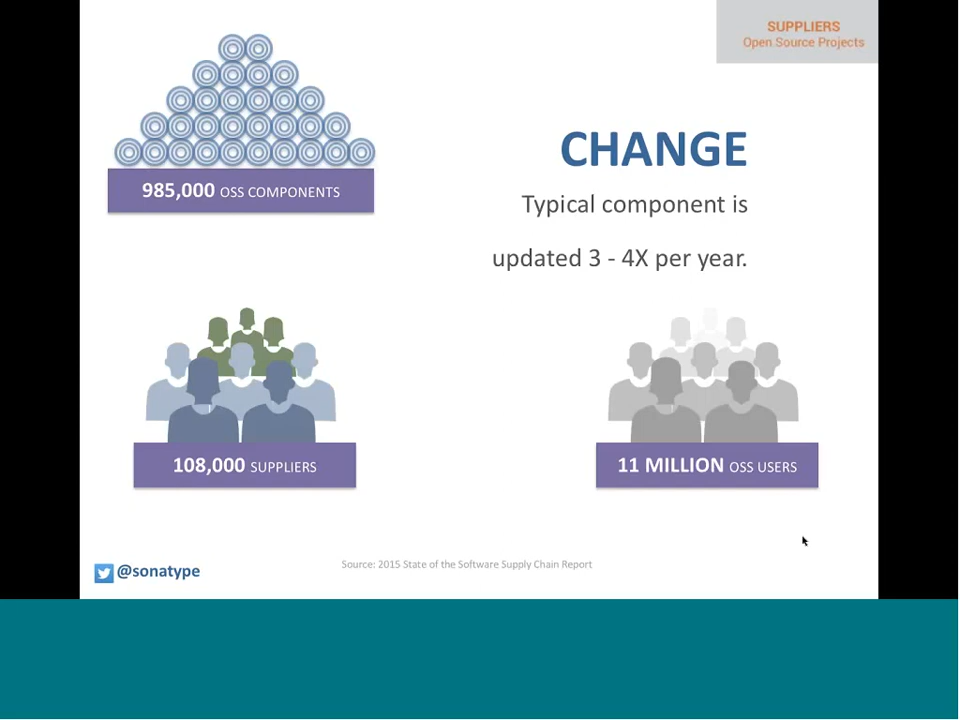 SUPPLIERS
Open Source Projects
CHANGE
Typical component is
updated 3 - 4X per year.
985,000 OSS COMPONENTS
108,000 SUPPLIERS
11 MILLION OSS USERS
Source: 2015 State of the Software Supply Chain Report
@sonatype